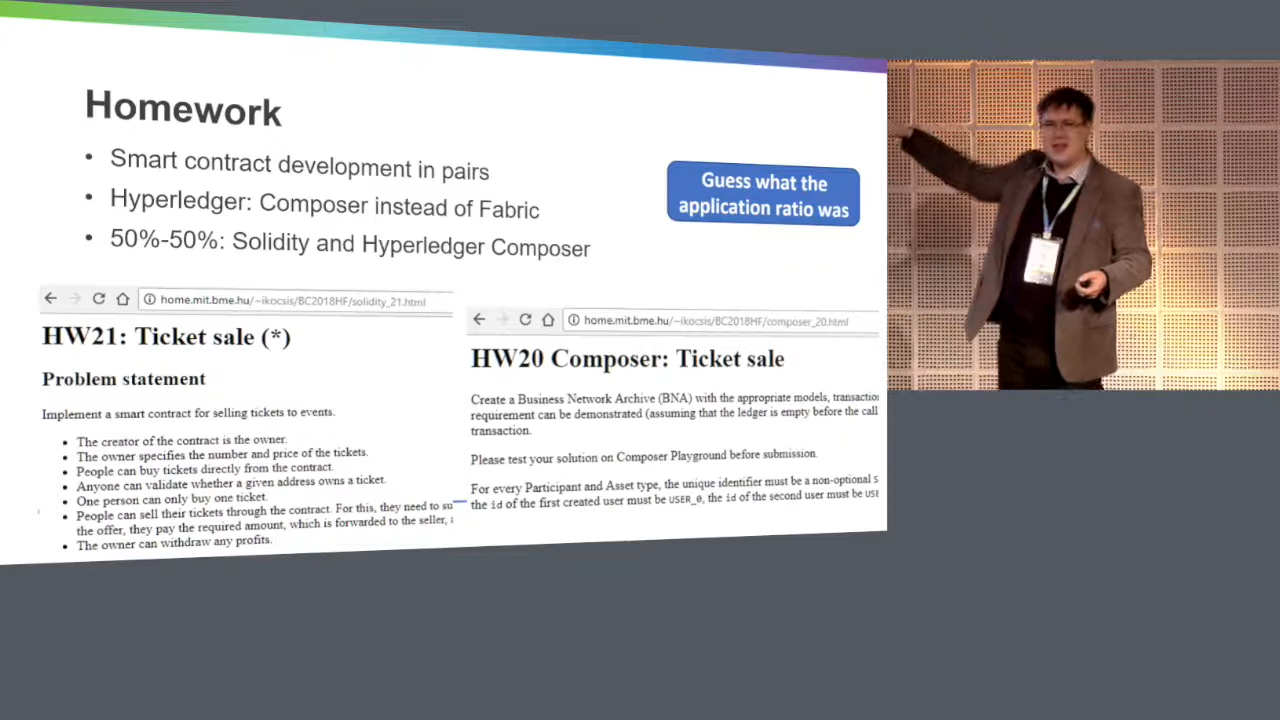 Homework
• Smart contract development in pairs
• Hyperledger: Composer instead of Fabric
• 50%-50%: Solidity and Hyperledger Composer
Guess what the
application ratio was
home.mit.bme.hu/~ikocsis/BC2018HF/solidity_21.html
HW21: Ticket sale (*)
Problem statement
Implement a smart contract for selling tickets to events.
• The creator of the contract is the owner.
• The owner specifies the number and price of the tickets.
• People can buy tickets directly from the contract.
• Anyone can validate whether a given address owns a ticket.
• One person can only buy one ticket.
• People can sell their tickets through the contract. For this, they need to su
the offer, they pay the required amount, which is forwarded to the seller,
• The owner can withdraw any profits.
home.mit.bme.hu/~ikocsis/BC2018HF/composer_20.html
HW20 Composer: Ticket sale
Create a Business Network Archive (BNA) with the appropriate models, transactio
requirement can be demonstrated (assuming that the ledger is empty before the call
transaction.
Please test your solution on Composer Playground before submission.
For every Participant and Asset type, the unique identifier must be a non-optional S
the id of the first created user must be USER_0, the id of the second user must be USE